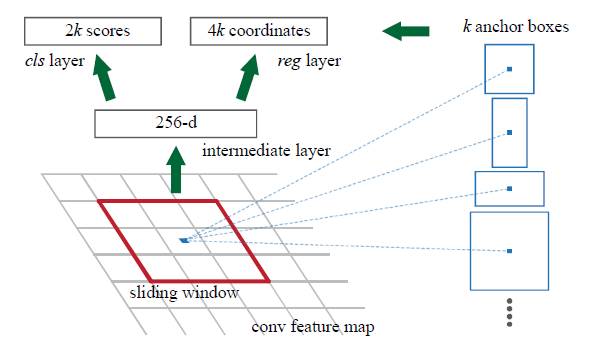 2k scores
4k coordinates
k anchor boxes
cls layer
reg layer
256-d
intermediate layer
sliding window
conv feature map